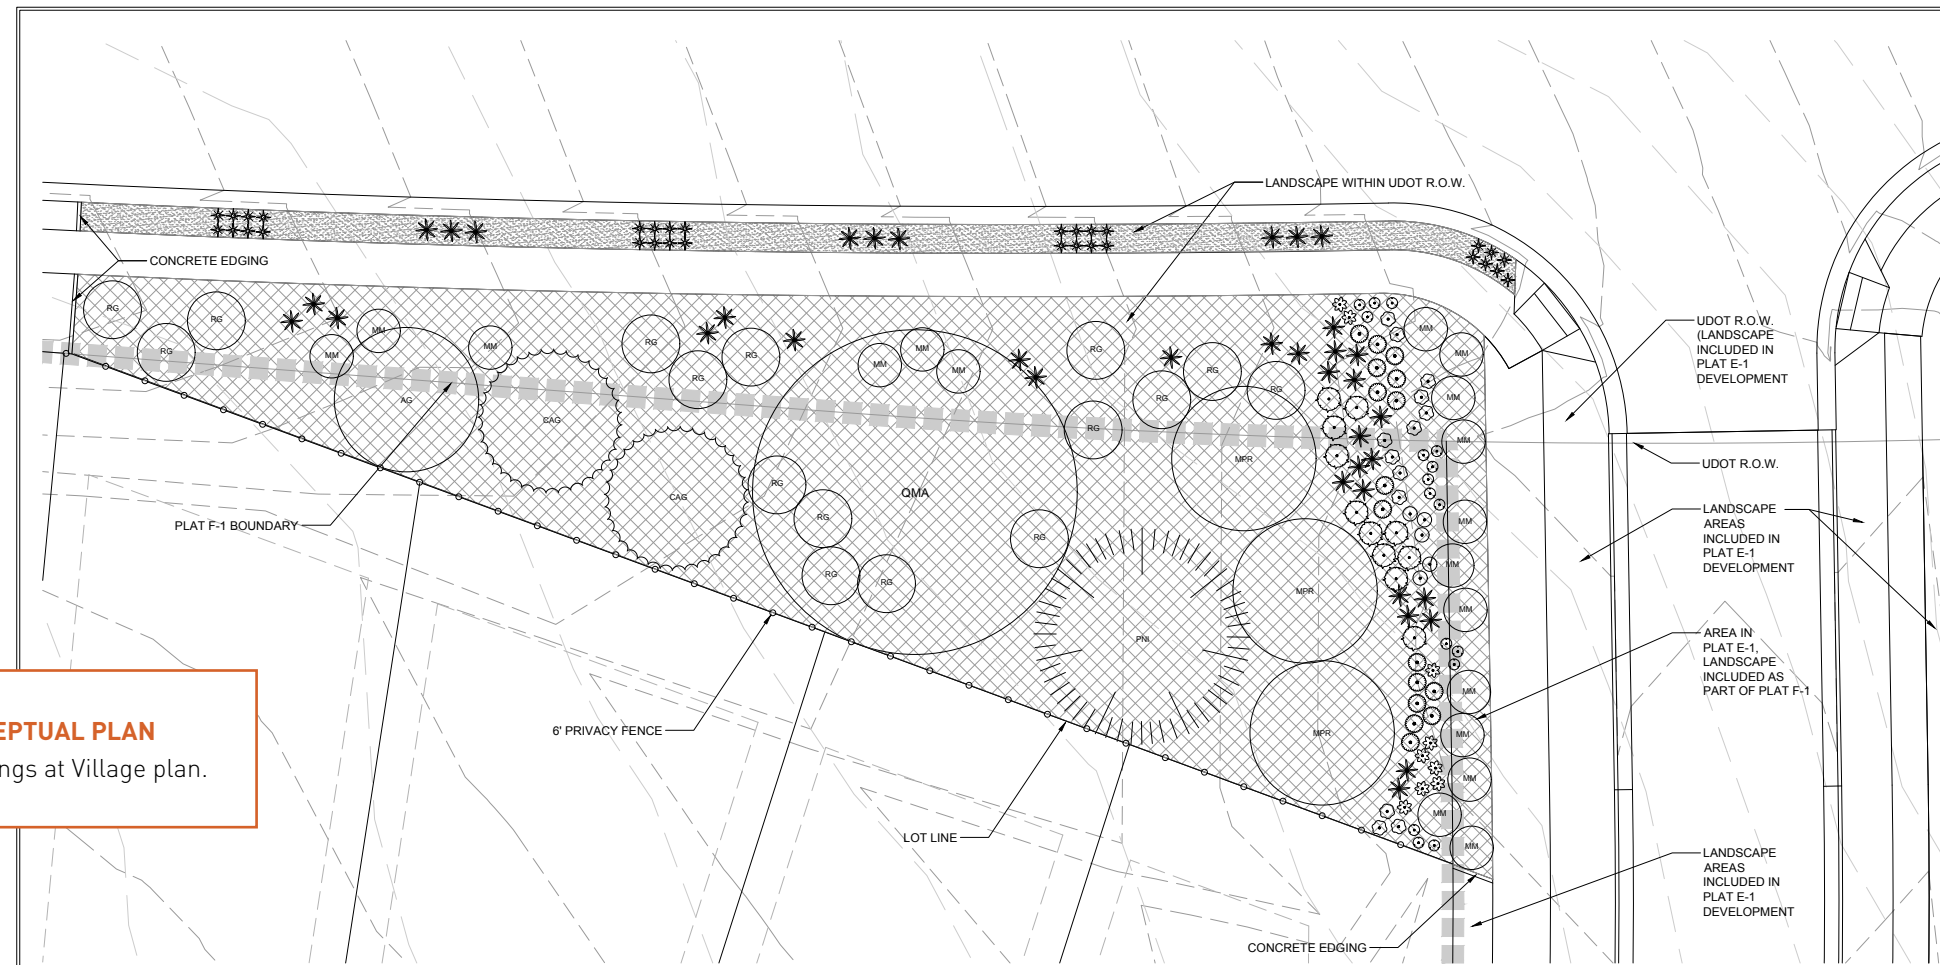 LANDSCAPE WITHIN UDOT R.O.W.
CONCRETE EDGING
RG
RG
RG
MM
MM
MM
AG
CAG
CAG
RG
RG
RG
MM
MM
MM
QMA
RG
RG
RG
RG
RG
RG
RG
RG
RG
RG
MPR
MPR
MPR
PNI
MM
MM
MM
MM
MM
MM
MM
MM
MM
MM
MM
MM
UDOT R.O.W.
(LANDSCAPE
INCLUDED IN
PLAT E-1
DEVELOPMENT
UDOT R.O.W.
LANDSCAPE
AREAS
INCLUDED IN
PLAT E-1
DEVELOPMENT
AREA IN
PLAT E-1,
LANDSCAPE
INCLUDED AS
PART OF PLAT F-1
LANDSCAPE
AREAS
INCLUDED IN
PLAT E-1
DEVELOPMENT
PLAT F-1 BOUNDARY
6' PRIVACY FENCE
LOT LINE
CONCRETE EDGING
EPTUAL PLAN
ngs at Village plan.